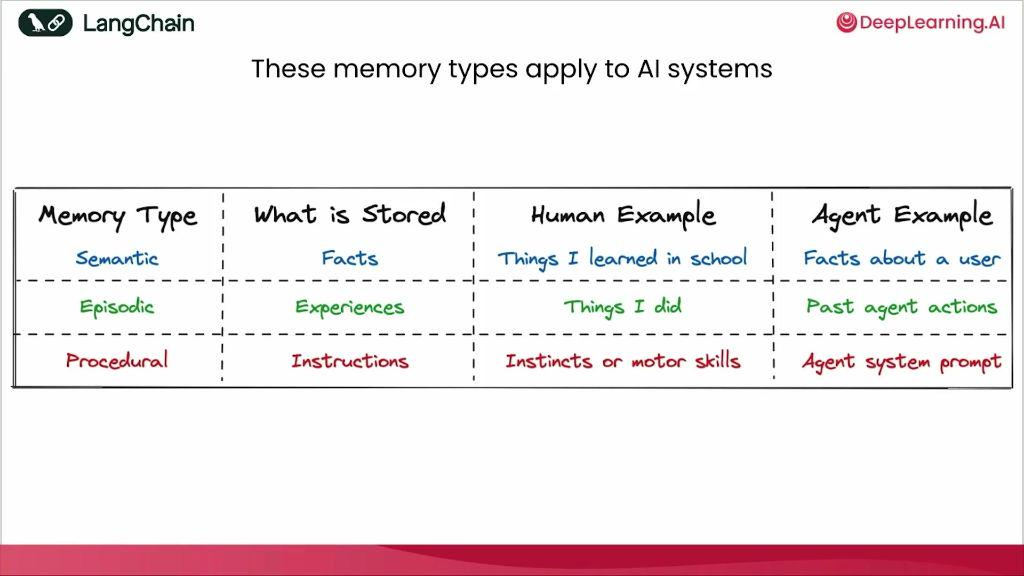 LangChain
DeepLearning.AI
These memory types apply to AI systems
Memory Type What is Stored Human Example Agent Example
Semantic Facts Things I learned in school Facts about a user
Episodic Experiences Things I did Past agent actions
Procedural Instructions Instincts or motor skills Agent system prompt